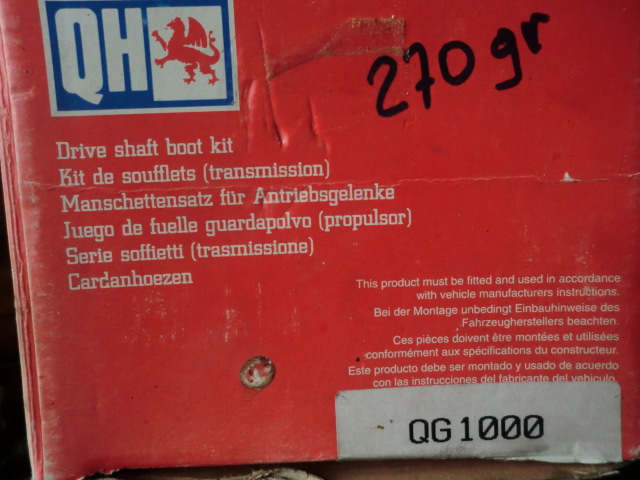 QH
270 gr
Drive shaft boot kit
Kit de soufflets (transmission)
Manschettensatz für Antriebsgelenke
Juego de fuelle guardapolvo (propulsor)
Serie soffietti (trasmissione)
Cardanhoezen
This product must be fitted and used in accordance
with vehicle manufacturers instructions.
Bei der Montage unbedingt Einbauhinweise des
Fahrzeugherstellers beachten.
Ces pièces doivent être montées et utilisées
conformément aux spécifications du constructeur.
Este producto debe ser montado y usado de acuerdo
con las instrucciones del fabricante del vehiculo.
QG1000